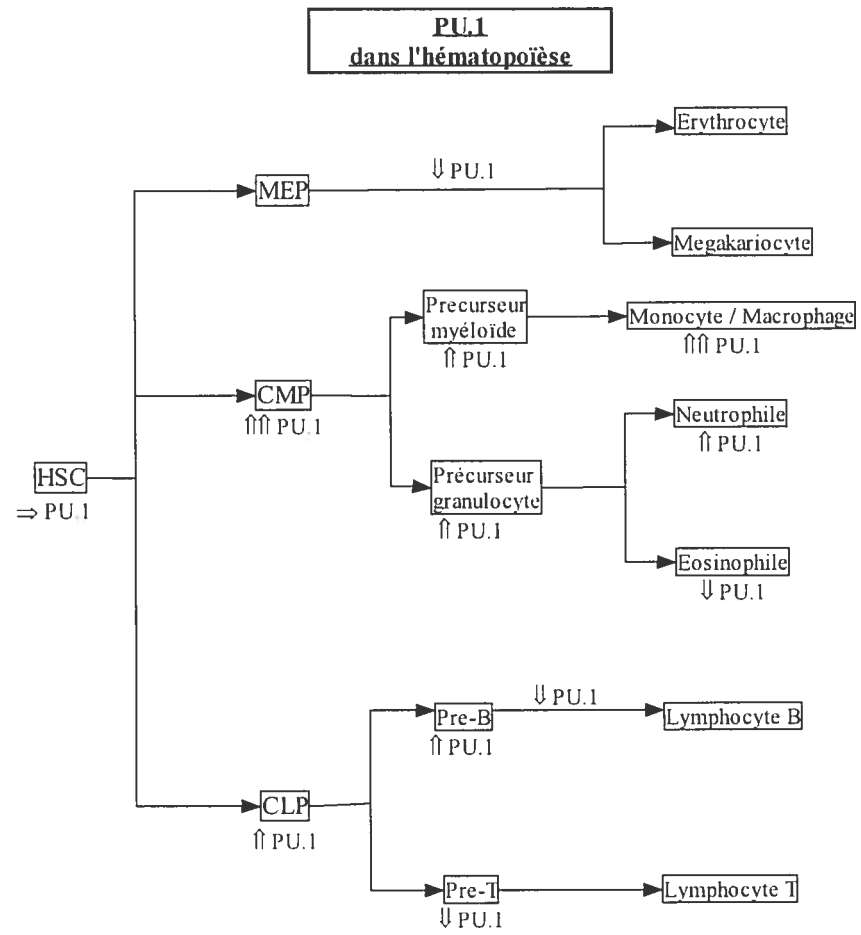 PU.1
dans l'hématopoïèse
Erythrocyte
⇓ PU.1
MEP
Megakariocyte
Precurseur
myéloïde
⇑ PU.1
Monocyte / Macrophage
⇑⇑ PU.1
CMP
⇑⇑ PU.1
Neutrophile
⇑ PU.1
HSC
⇒ PU.1
Précurseur
granulocyte
⇑ PU.1
Eosinophile
⇓ PU.1
Pre-B
⇑ PU.1
⇓ PU.1
Lymphocyte B
CLP
⇑ PU.1
Pre-T
⇓ PU.1
Lymphocyte T